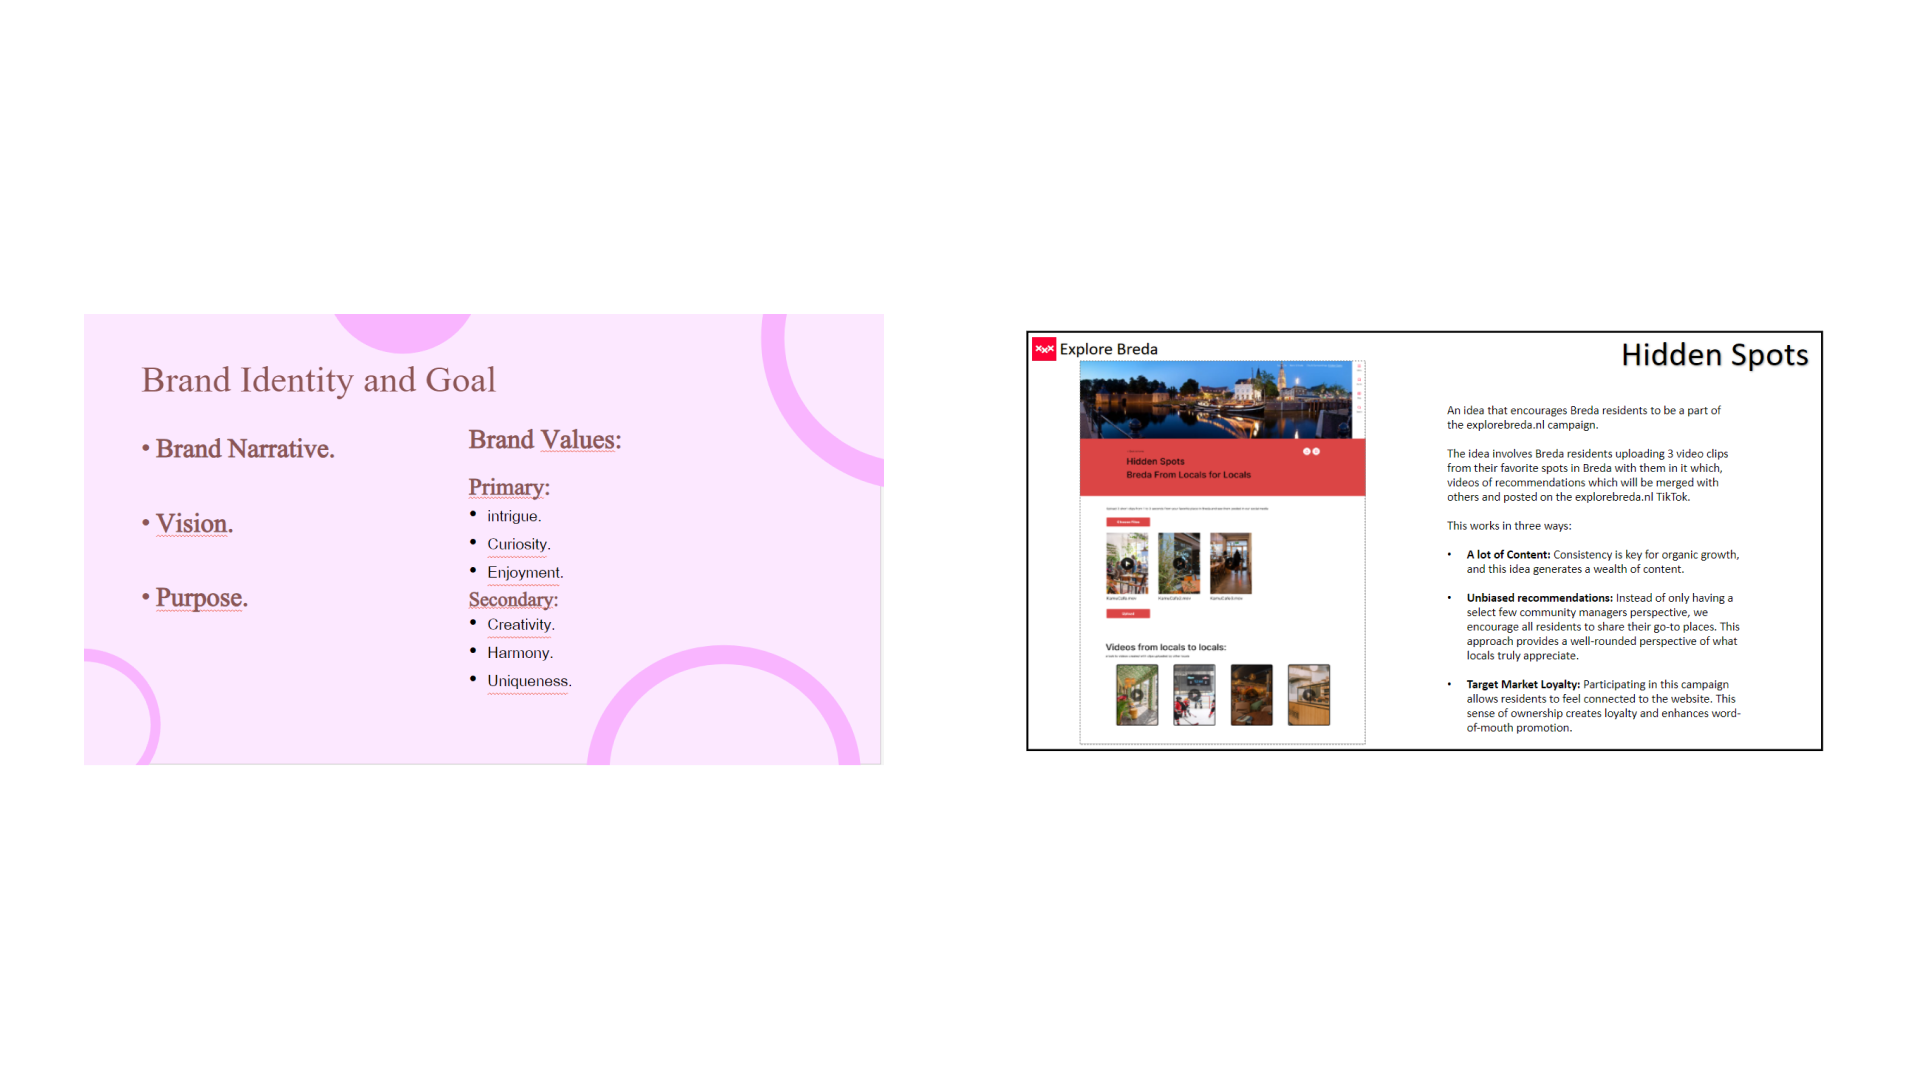 Brand Identity and Goal
• Brand Narrative.
• Vision.
• Purpose.
Brand Values:
Primary:
• intrigue.
• Curiosity.
• Enjoyment.
Secondary:
• Creativity.
• Harmony.
• Uniqueness.
Explore Breda
Hidden Spots
Hidden Spots
Breda From Locals for Locals
Videos from locals to locals:
An idea that encourages Breda residents to be a part of
the explorebreda.nl campaign.
The idea involves Breda residents uploading 3 video clips
from their favorite spots in Breda with them in it which,
videos of recommendations which will be merged with
others and posted on the explorebreda.nl TikTok.
This works in three ways:
• A lot of Content: Consistency is key for organic growth,
and this idea generates a wealth of content.
• Unbiased recommendations: Instead of only having a
select few community managers perspective, we
encourage all residents to share their go-to places. This
approach provides a well-rounded perspective of what
locals truly appreciate.
• Target Market Loyalty: Participating in this campaign
allows residents to feel connected to the website. This
sense of ownership creates loyalty and enhances word-
of-mouth promotion.